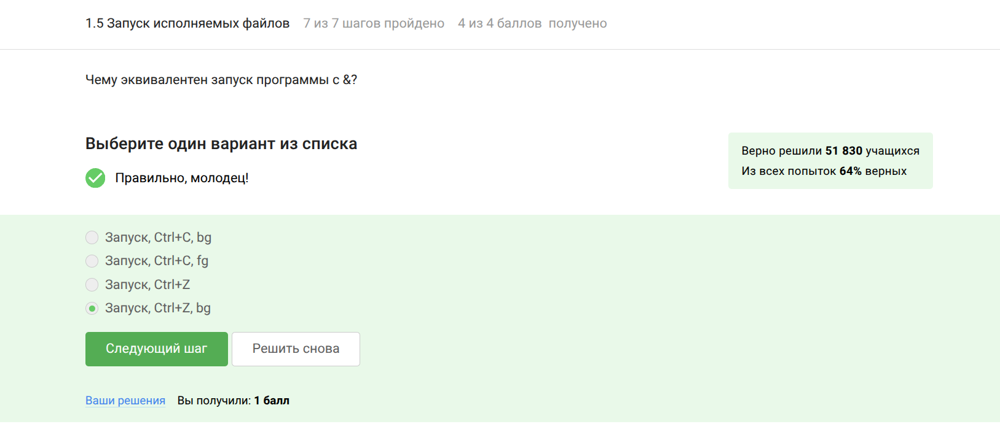 1.5 Запуск исполняемых файлов 7 из 7 шагов пройдено 4 из 4 баллов получено
Чему эквивалентен запуск программы с &?
Выберите один вариант из списка
Правильно, молодец!
Верно решили 51 830 учащихся
Из всех попыток 64% верных
Запуск, Ctrl+C, bg
Запуск, Ctrl+C, fg
Запуск, Ctrl+Z
Запуск, Ctrl+Z, bg
Следующий шаг Решить снова
Ваши решения Вы получили: 1 балл